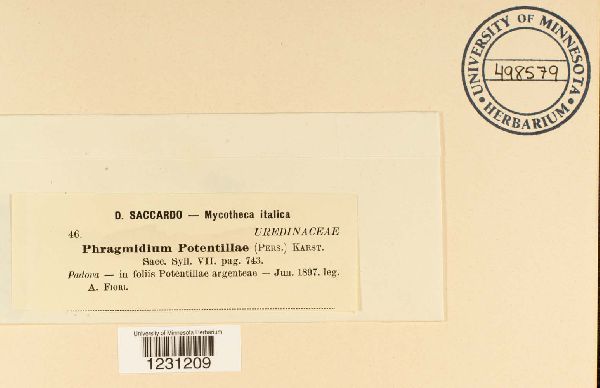 UNIVERSITY OF MINNESOTA
498579
• HERBARIUM •
D. SACCARDO — Mycotheca italica
46. UREDINACEAE
Phragmidium Potentillae (PERS.) KARST.
Sacc. Syll. VII. pag. 743.
Padova — in foliis Potentillae argenteae — Jun. 1897. leg.
A. FIORI.
University of Minnesota Herbarium
1231209